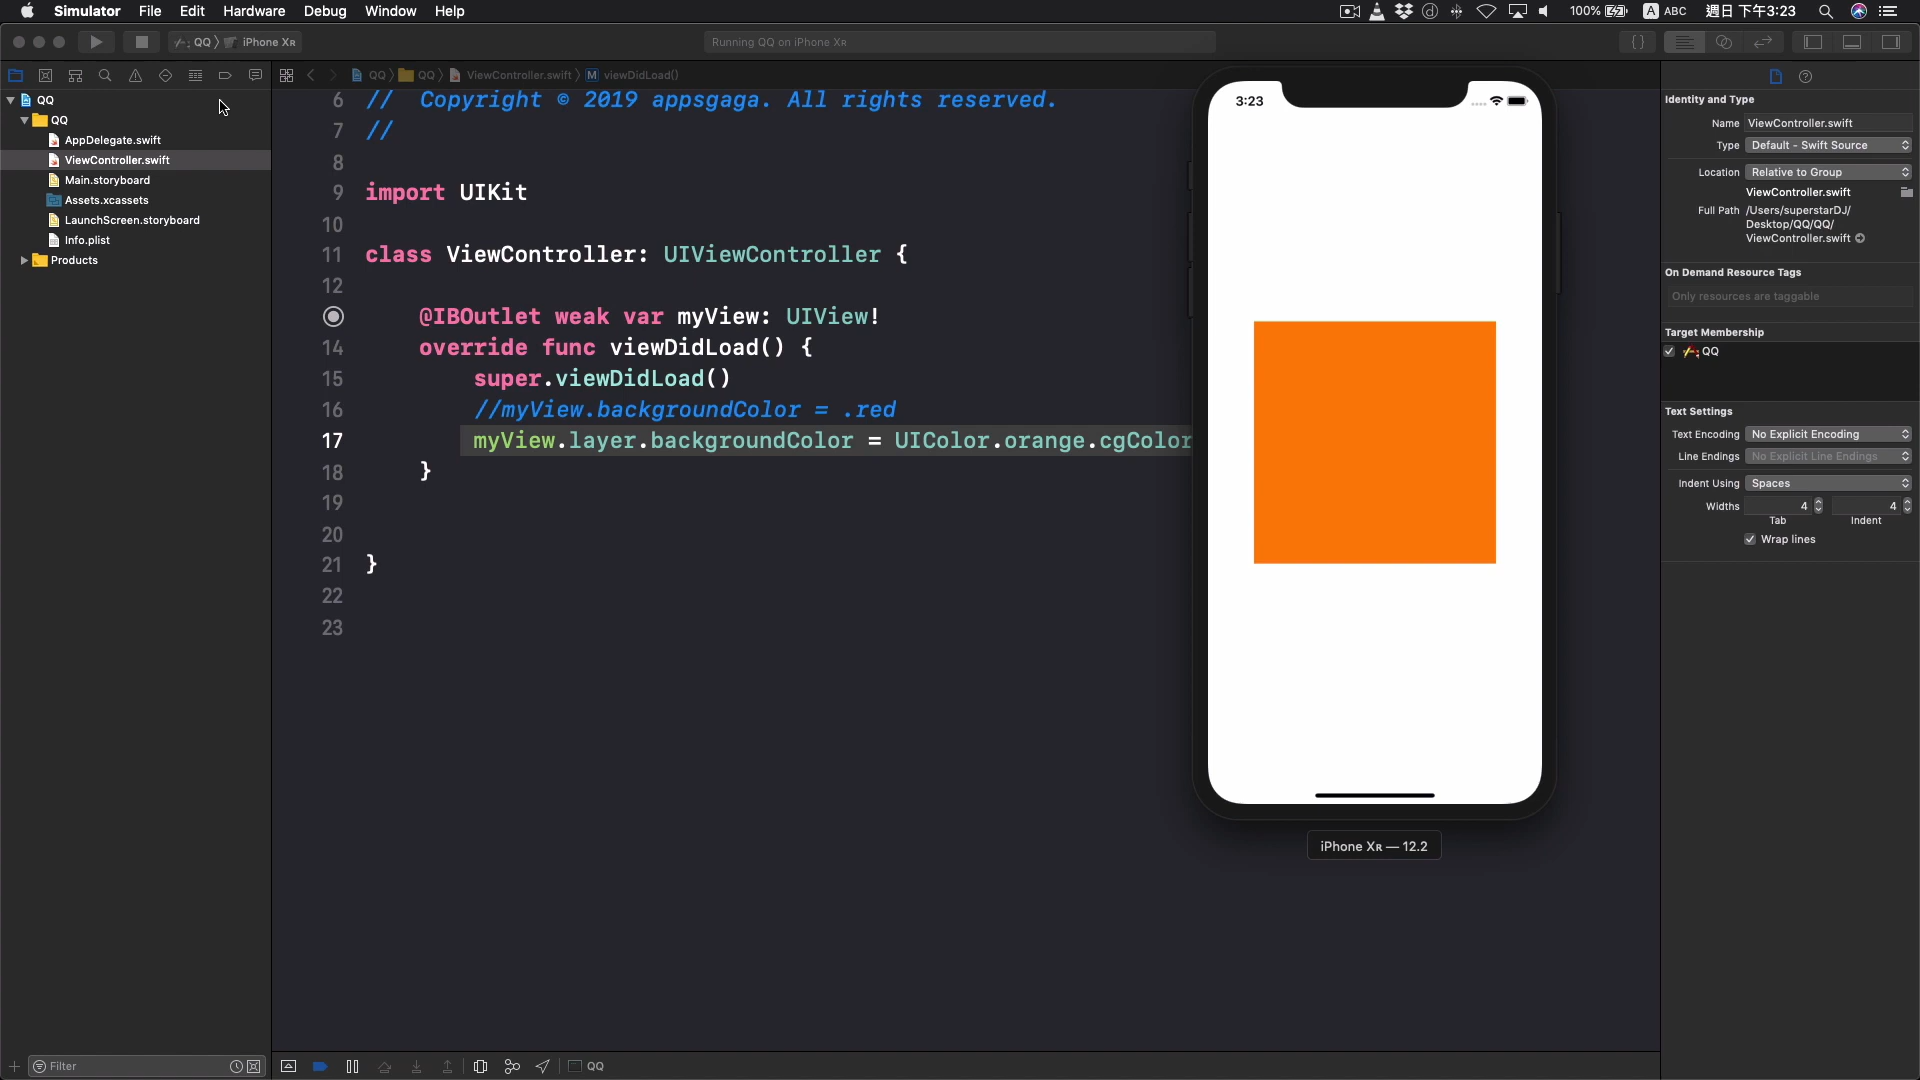 Simulator File Edit Hardware Debug Window Help
100% A ABC 週日 下午3:23
QQ 〉 iPhone Xʀ
Running QQ on iPhone Xʀ
{}
QQ 〉 QQ 〉 ViewController.swift 〉 M viewDidLoad()
QQ
QQ
AppDelegate.swift
ViewController.swift
Main.storyboard
Assets.xcassets
LaunchScreen.storyboard
Info.plist
Products
Filter
6 //  Copyright © 2019 appsgaga. All rights reserved.
7 //
8
9 import UIKit
10
11 class ViewController: UIViewController {
12
@IBOutlet weak var myView: UIView!
14 override func viewDidLoad() {
15 super.viewDidLoad()
16 //myView.backgroundColor = .red
17 myView.layer.backgroundColor = UIColor.orange.cgColor
18 }
19
20
21 }
22
23
QQ
3:23
iPhone Xʀ — 12.2
Identity and Type
Name ViewController.swift
Type Default - Swift Source
Location Relative to Group
ViewController.swift
Full Path /Users/superstarDJ/
Desktop/QQ/QQ/
ViewController.swift
On Demand Resource Tags
Only resources are taggable
Target Membership
QQ
Text Settings
Text Encoding No Explicit Encoding
Line Endings No Explicit Line Endings
Indent Using Spaces
Widths 4 4
Tab Indent
Wrap lines